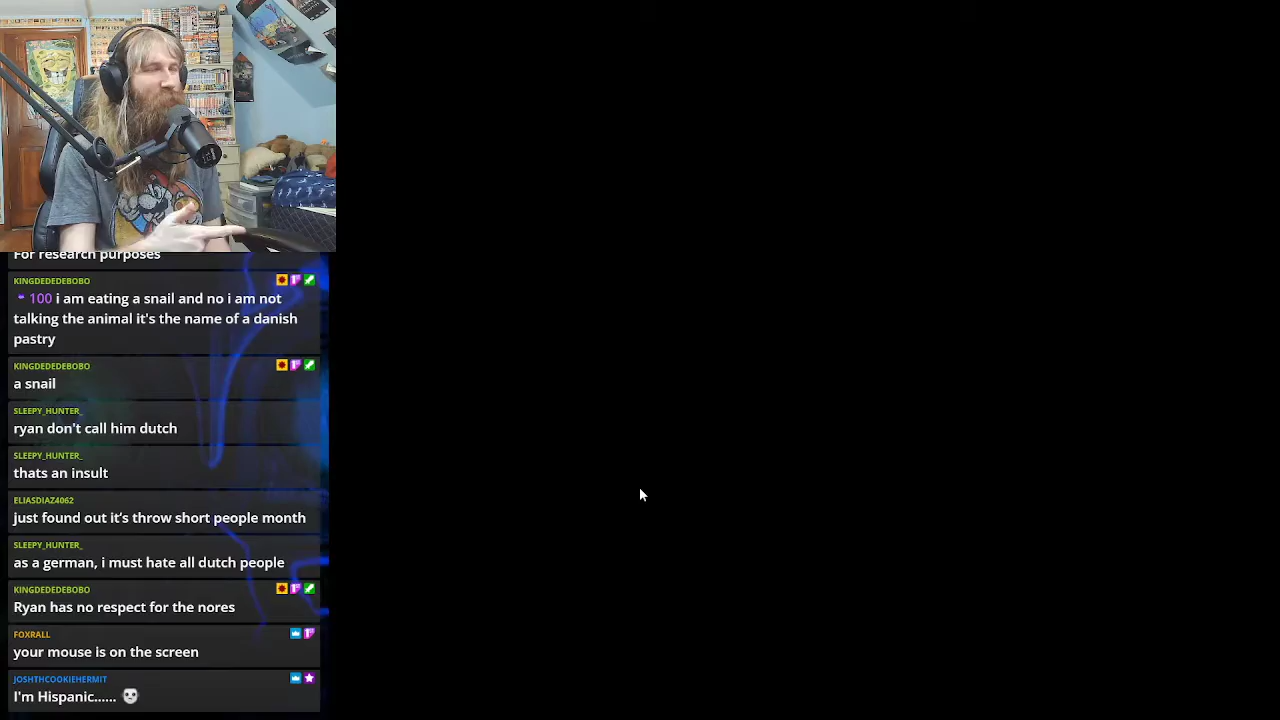 For research purposes
KINGDEDEDEBOBO
100 i am eating a snail and no i am not
talking the animal it's the name of a danish
pastry
KINGDEDEDEBOBO
a snail
SLEEPY_HUNTER_
ryan don't call him dutch
SLEEPY_HUNTER_
thats an insult
ELIASDIAZ4062
just found out it’s throw short people month
SLEEPY_HUNTER_
as a german, i must hate all dutch people
KINGDEDEDEBOBO
Ryan has no respect for the nores
FOXRALL
your mouse is on the screen
JOSHTHCOOKIEHERMIT
I'm Hispanic......